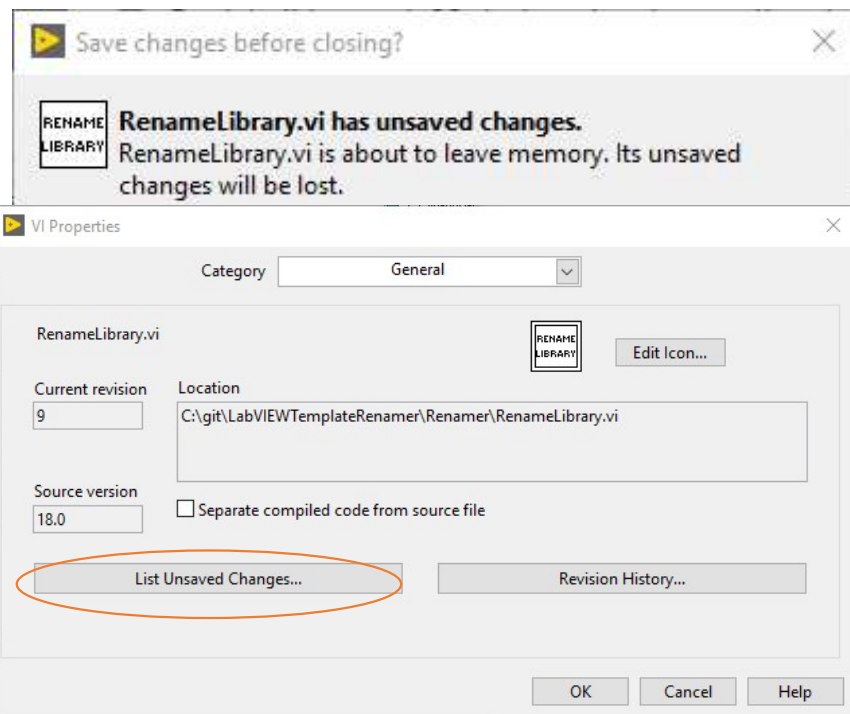 Save changes before closing?
RENAME
LIBRARY
RenameLibrary.vi has unsaved changes.
RenameLibrary.vi is about to leave memory. Its unsaved
changes will be lost.
VI Properties
Category General
RenameLibrary.vi
RENAME
LIBRARY
Edit Icon...
Current revision Location
9 C:\git\LabVIEWTemplateRenamer\Renamer\RenameLibrary.vi
Source version
18.0 Separate compiled code from source file
List Unsaved Changes... Revision History...
OK Cancel Help